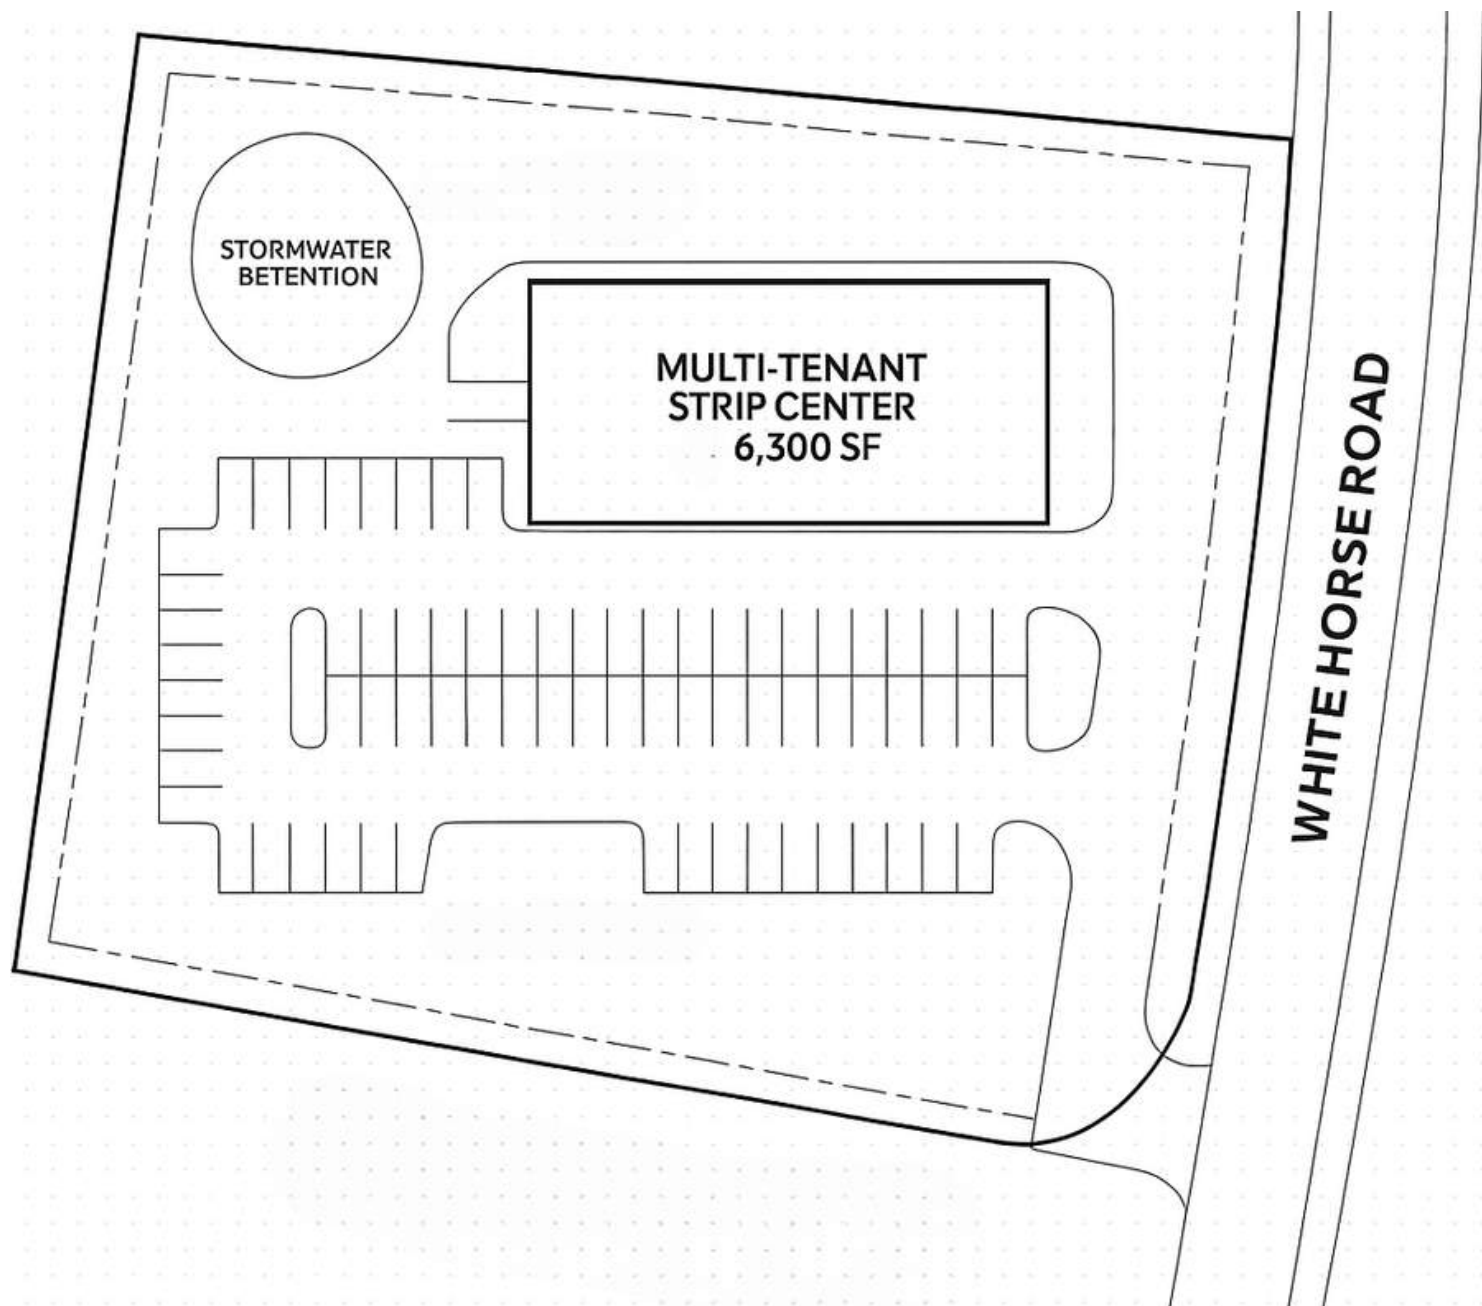 STORMWATER
BETENTION
MULTI-TENANT
STRIP CENTER
6,300 SF
WHITE HORSE ROAD